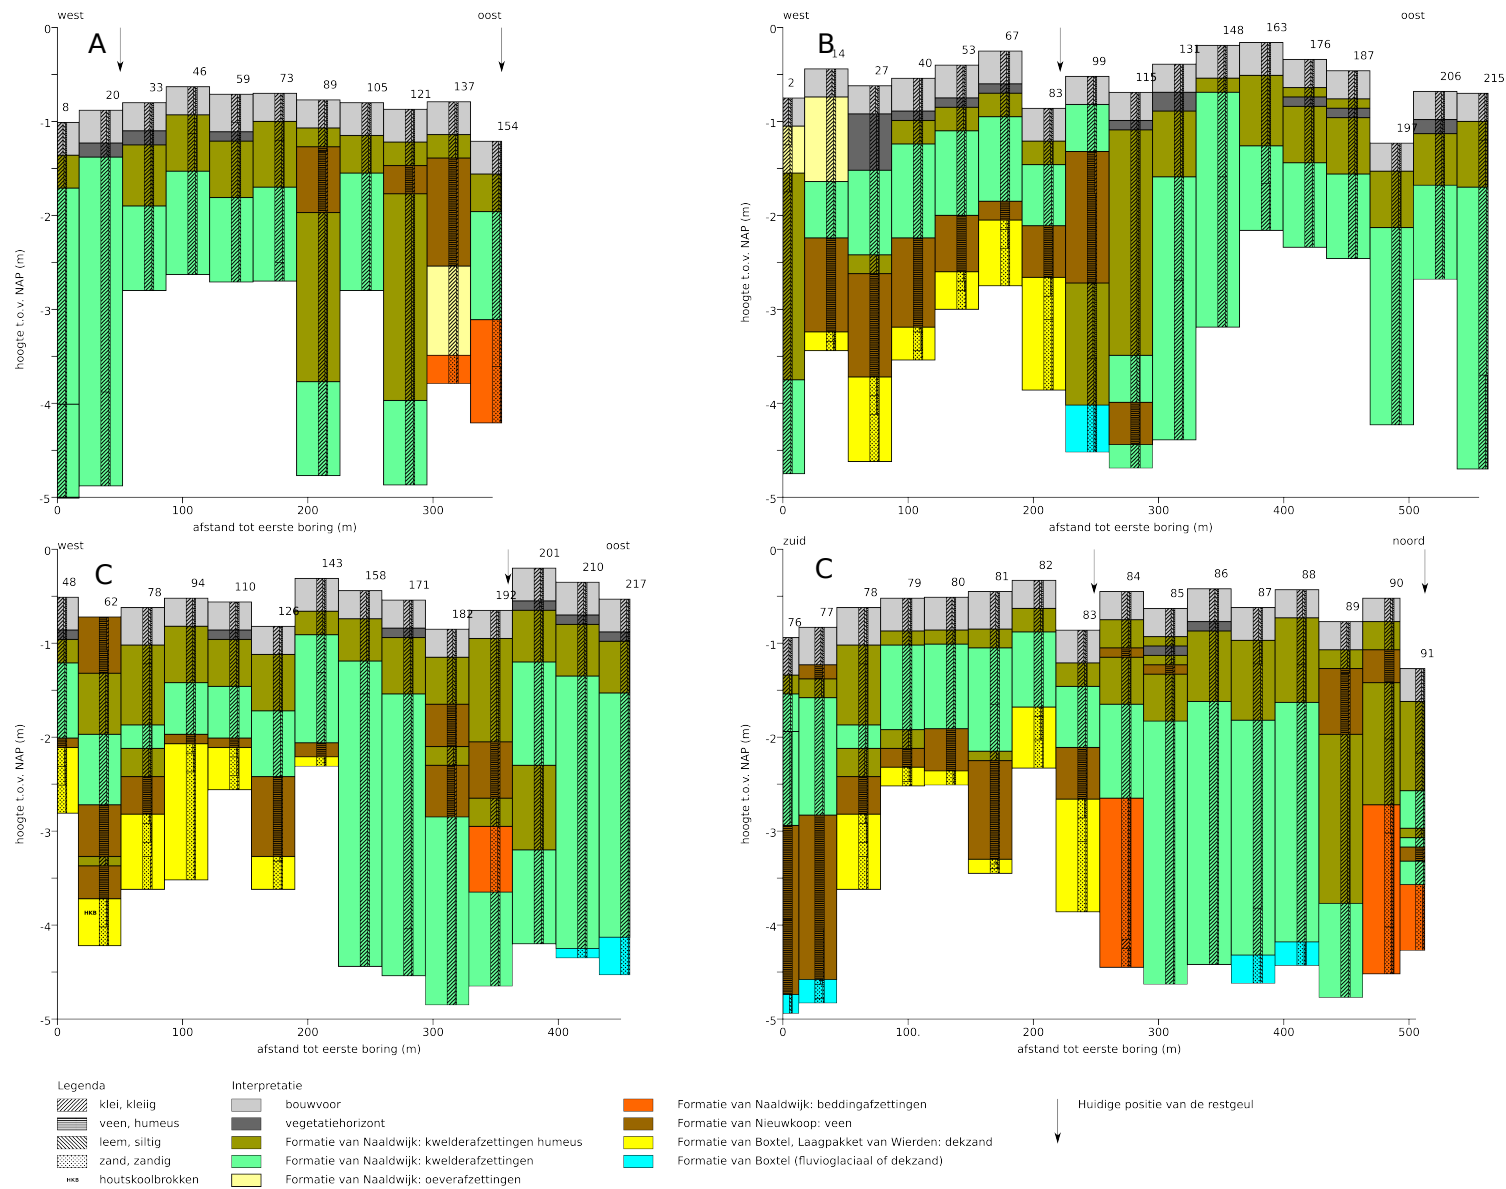 west oost
A
0
-1
-2
-3
-4
-5
hoogte t.o.v. NAP (m)
8 20 33 46 59 73 89 105 121 137 154
0 100 200 300
afstand tot eerste boring (m)
west oost
B
0
-1
-2
-3
-4
-5
hoogte t.o.v. NAP (m)
2 14 27 40 53 67 83 99 115 131 148 163 176 187 197 206 215
0 100 200 300 400 500
afstand tot eerste boring (m)
west oost
C
0
-1
-2
-3
-4
-5
hoogte t.o.v. NAP (m)
48 62 78 94 110 126 143 158 171 182 192 201 210 217
HKB
0 100 200 300 400
afstand tot eerste boring (m)
zuid noord
C
0
-1
-2
-3
-4
-5
hoogte t.o.v. NAP (m)
76 77 78 79 80 81 82 83 84 85 86 87 88 89 90 91
0 100. 200 300 400 500
afstand tot eerste boring (m)
Legenda
klei, kleiig
veen, humeus
leem, siltig
zand, zandig
HKB houtskoolbrokken
Interpretatie
bouwvoor
vegetatiehorizont
Formatie van Naaldwijk: kwelderafzettingen humeus
Formatie van Naaldwijk: kwelderafzettingen
Formatie van Naaldwijk: oeverafzettingen
Formatie van Naaldwijk: beddingafzettingen
Formatie van Nieuwkoop: veen
Formatie van Boxtel, Laagpakket van Wierden: dekzand
Formatie van Boxtel (fluvioglaciaal of dekzand)
Huidige positie van de restgeul